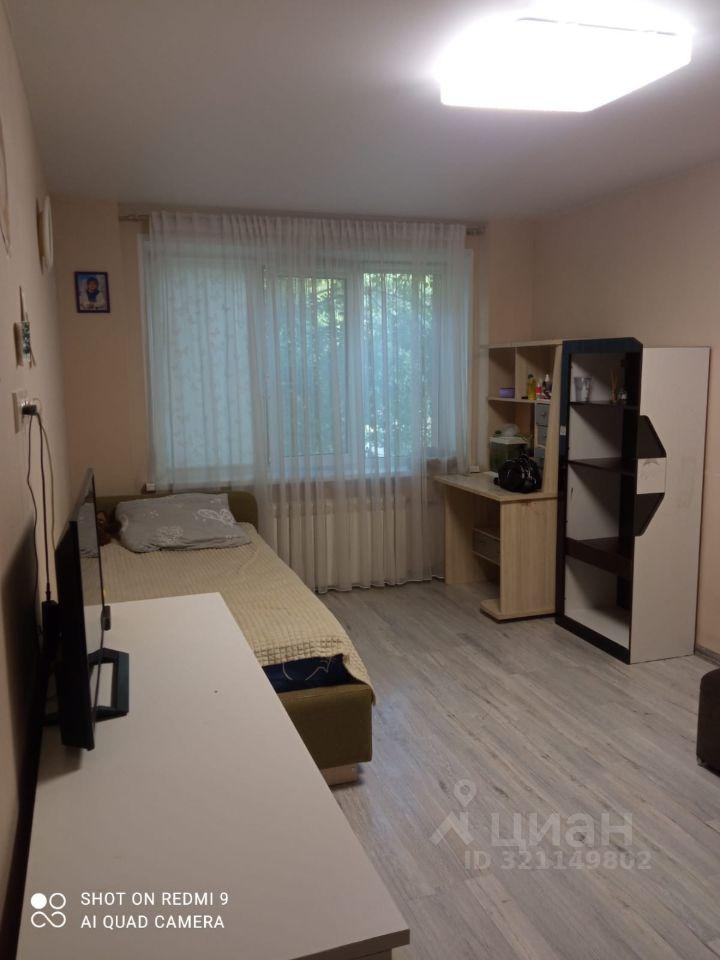 циан
ID 321149802
SHOT ON REDMI 9
AI QUAD CAMERA